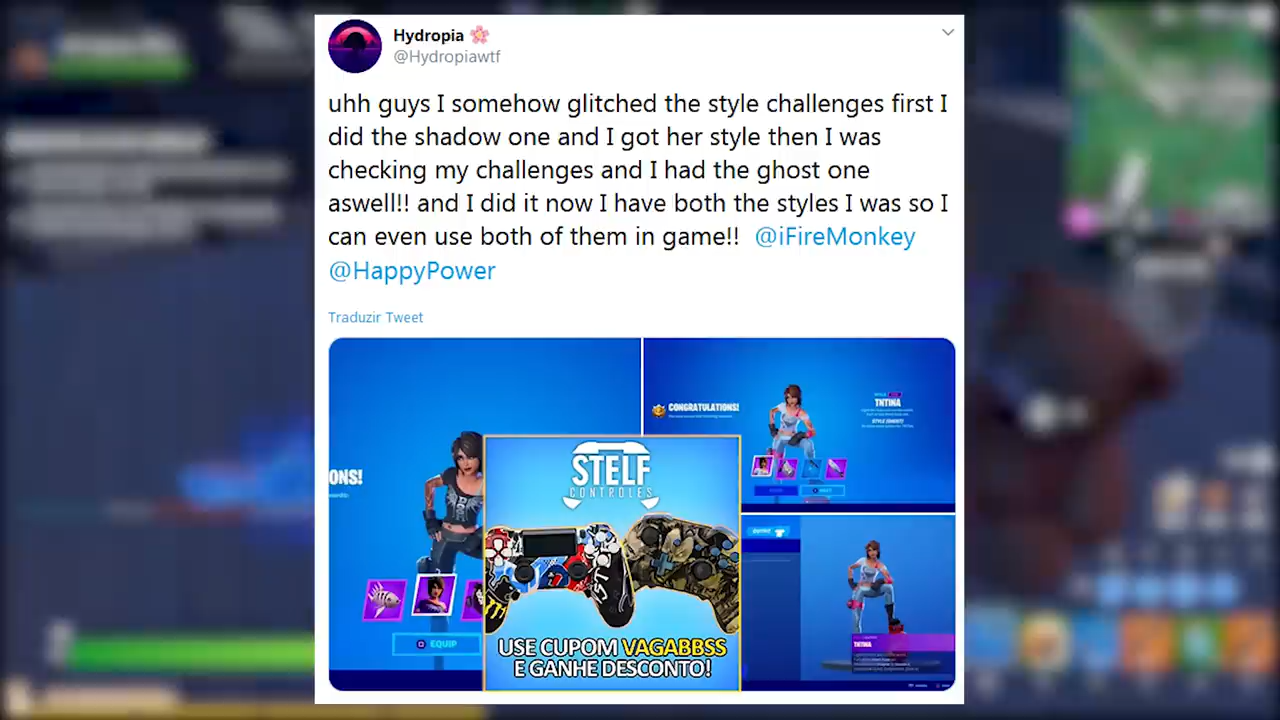 Hydropia
@Hydropiawtf
uhh guys I somehow glitched the style challenges first I
did the shadow one and I got her style then I was
checking my challenges and I had the ghost one
aswell!! and I did it now I have both the styles I was so I
can even use both of them in game!! @iFireMonkey
@HappyPower
Traduzir Tweet
ONS!
EQUIP
CONGRATULATIONS!
TNTINA
STELF
CONTROLES
USE CUPOM VAGABBSS
E GANHE DESCONTO!
OUTFIT
TNTINA